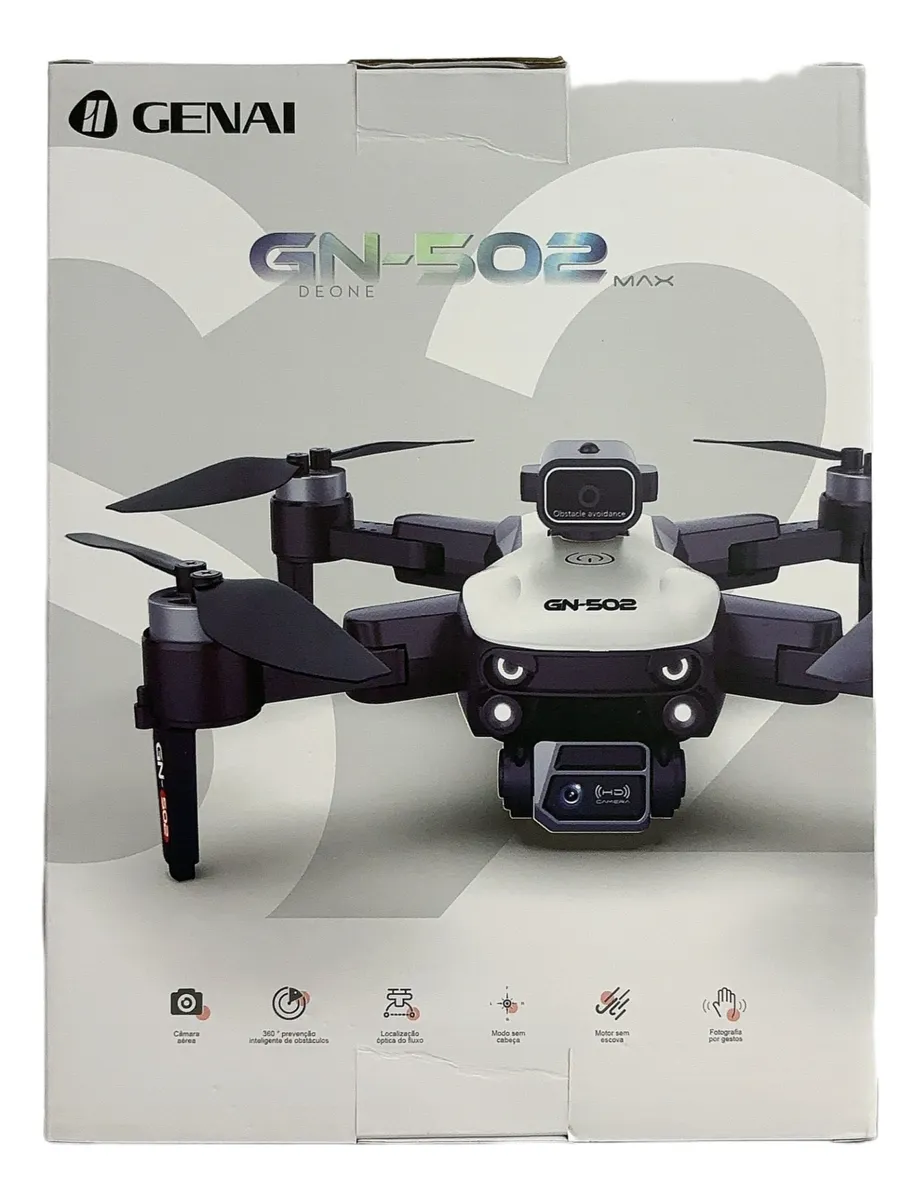 GENAI
GN-502
DEONE
MAX
Obstacle avoidance
GN-502
GN-502
(HD)
CAMERA
Câmara
aérea
360 ° prevenção
inteligente de obstáculos
Localização
óptica do fluxo
Modo sem
cabeça
Motor sem
escova
Fotografia
por gestos